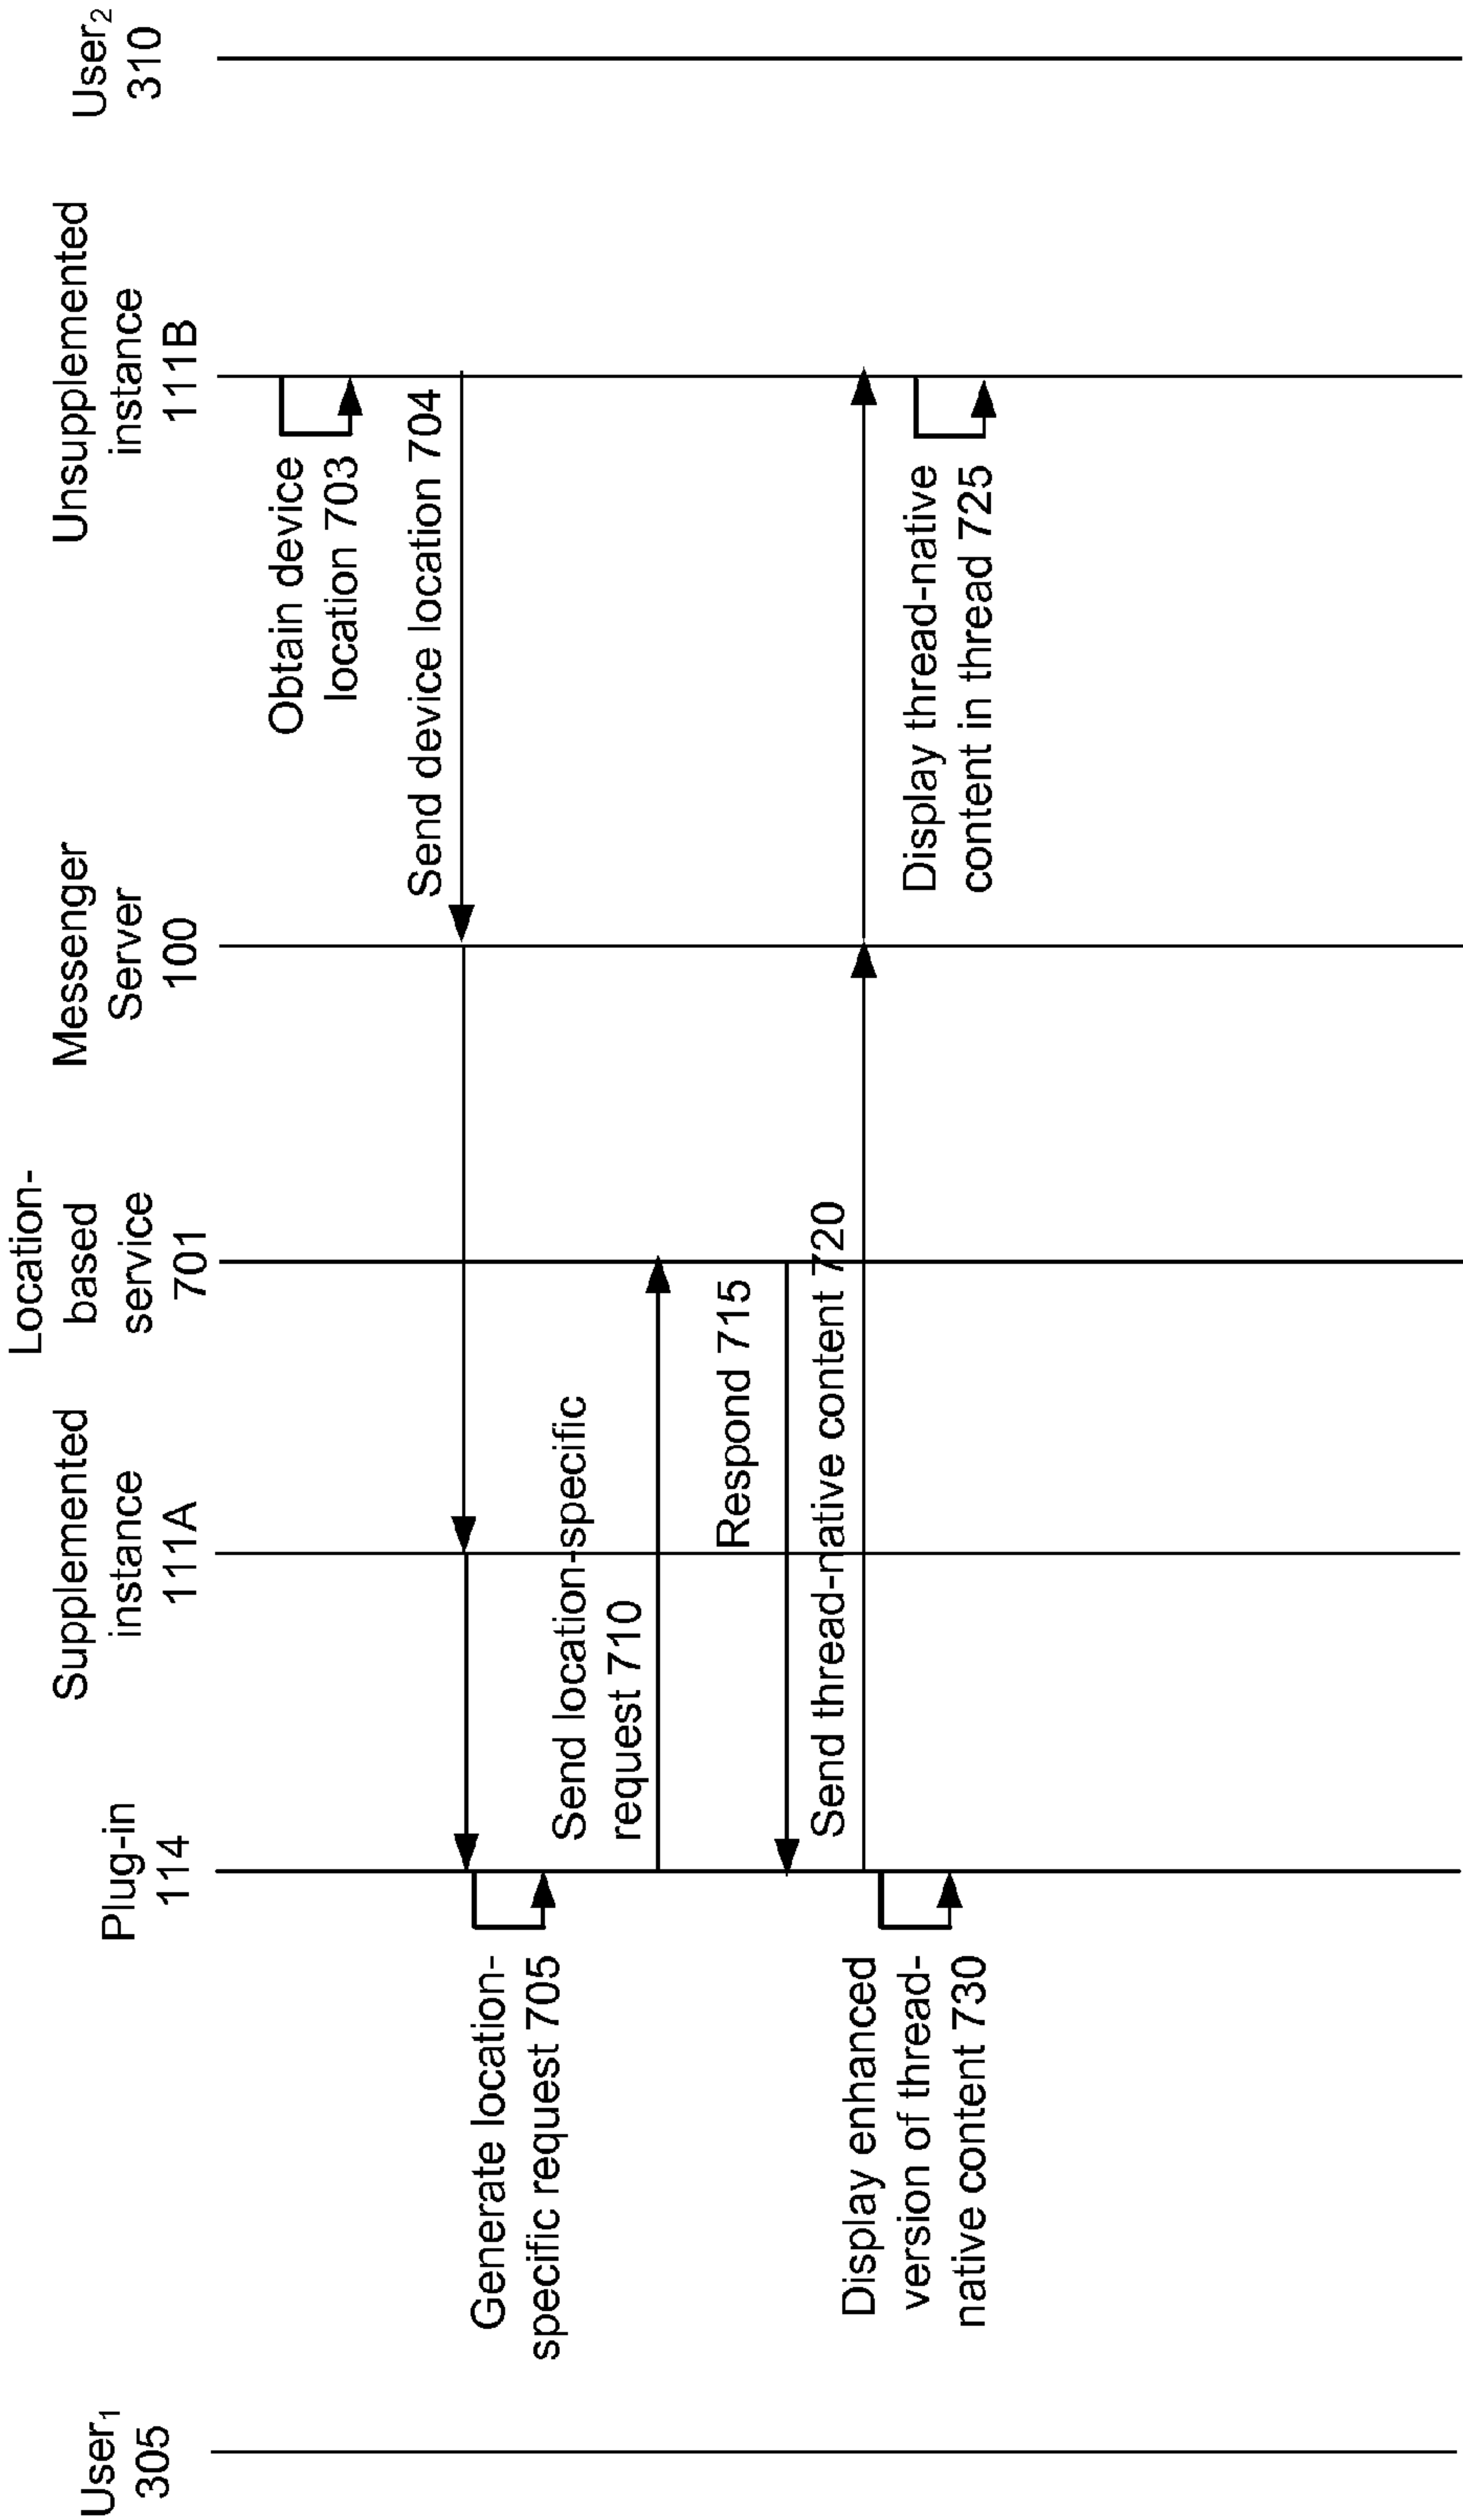 User1
305
Plug-in
114
Supplemented
instance
111A
Location-
based
service
701
Messenger
Server
100
Unsupplemented
instance
111B
User2
310
Obtain device
location 703
Send device location 704
Generate location-
specific request 705
Send location-specific
request 710
Respond 715
Send thread-native content 720
Display thread-native
content in thread 725
Display enhanced
version of thread-
native content 730